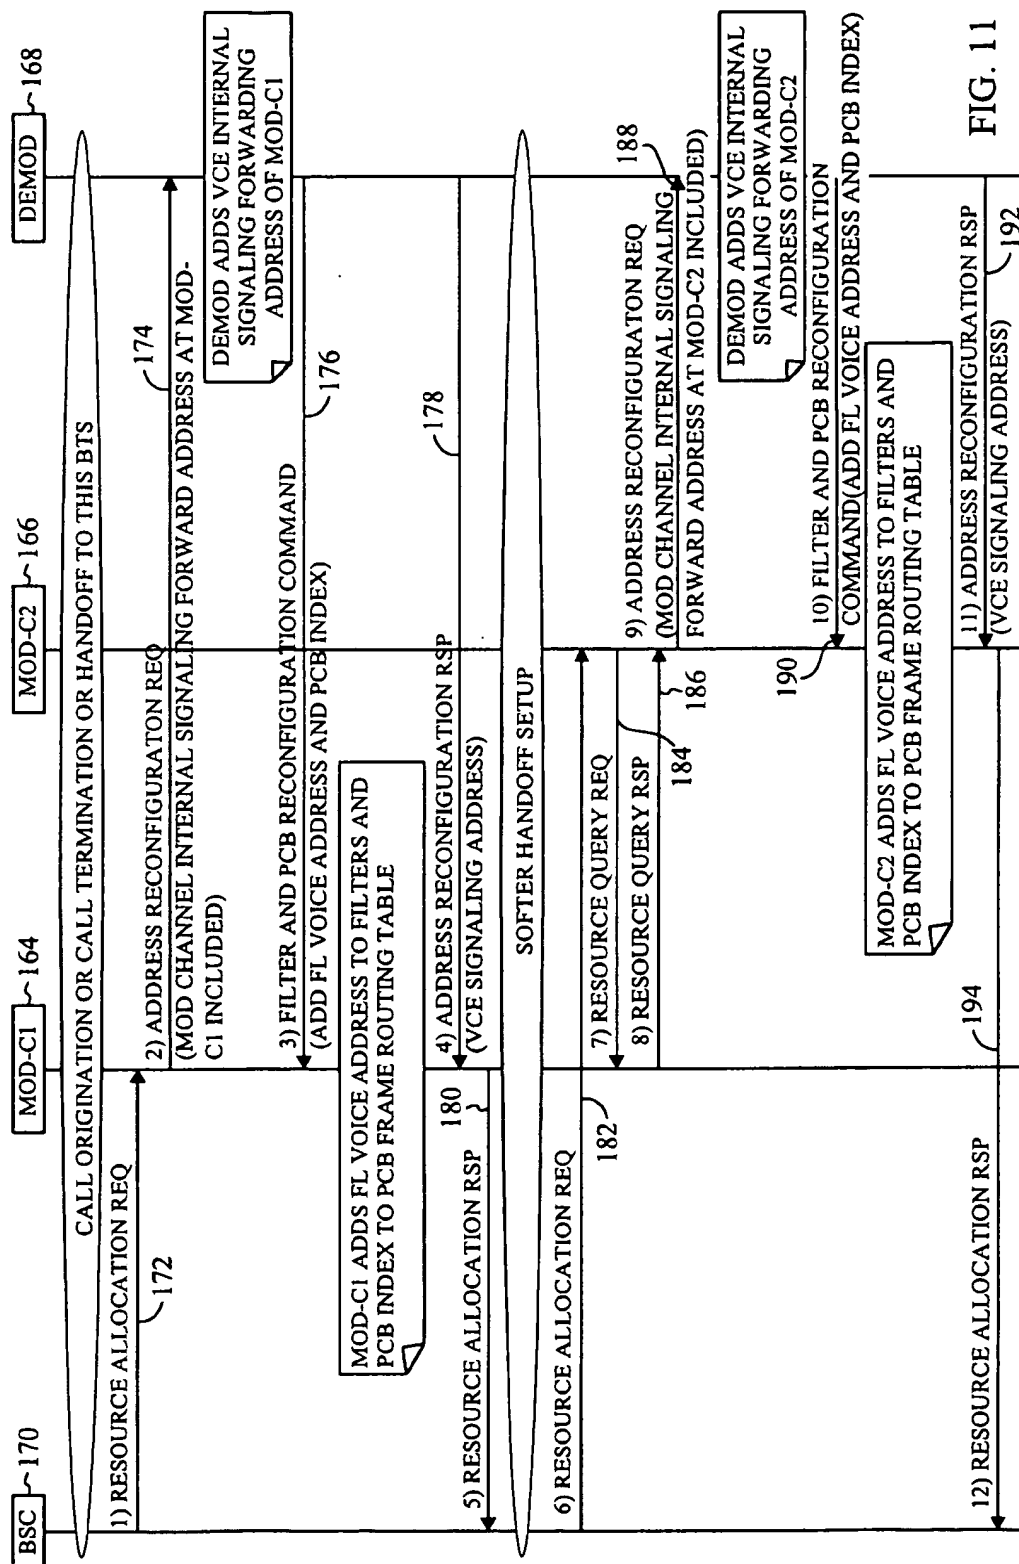 BSC 170
MOD-C1 164
MOD-C2 166
DEMOD 168
CALL ORIGINATION OR CALL TERMINATION OR HANDOFF TO THIS BTS
1) RESOURCE ALLOCATION REQ
172
2) ADDRESS RECONFIGURATON REQ
(MOD CHANNEL INTERNAL SIGNALING FORWARD ADDRESS AT MOD-
C1 INCLUDED)
174
DEMOD ADDS VCE INTERNAL
SIGNALING FORWARDING
ADDRESS OF MOD-C1
3) FILTER AND PCB RECONFIGURATION COMMAND
(ADD FL VOICE ADDRESS AND PCB INDEX)
176
MOD-C1 ADDS FL VOICE ADDRESS TO FILTERS AND
PCB INDEX TO PCB FRAME ROUTING TABLE
4) ADDRESS RECONFIGURATION RSP
(VCE SIGNALING ADDRESS)
178
5) RESOURCE ALLOCATION RSP
180
SOFTER HANDOFF SETUP
6) RESOURCE ALLOCATION REQ
182
7) RESOURCE QUERY REQ
184
8) RESOURCE QUERY RSP
186
9) ADDRESS RECONFIGURATON REQ
(MOD CHANNEL INTERNAL SIGNALING
FORWARD ADDRESS AT MOD-C2 INCLUDED)
188
DEMOD ADDS VCE INTERNAL
SIGNALING FORWARDING
ADDRESS OF MOD-C2
10) FILTER AND PCB RECONFIGURATION
COMMAND(ADD FL VOICE ADDRESS AND PCB INDEX)
190
MOD-C2 ADDS FL VOICE ADDRESS TO FILTERS AND
PCB INDEX TO PCB FRAME ROUTING TABLE
11) ADDRESS RECONFIGURATION RSP
(VCE SIGNALING ADDRESS)
192
12) RESOURCE ALLOCATION RSP
194
FIG. 11